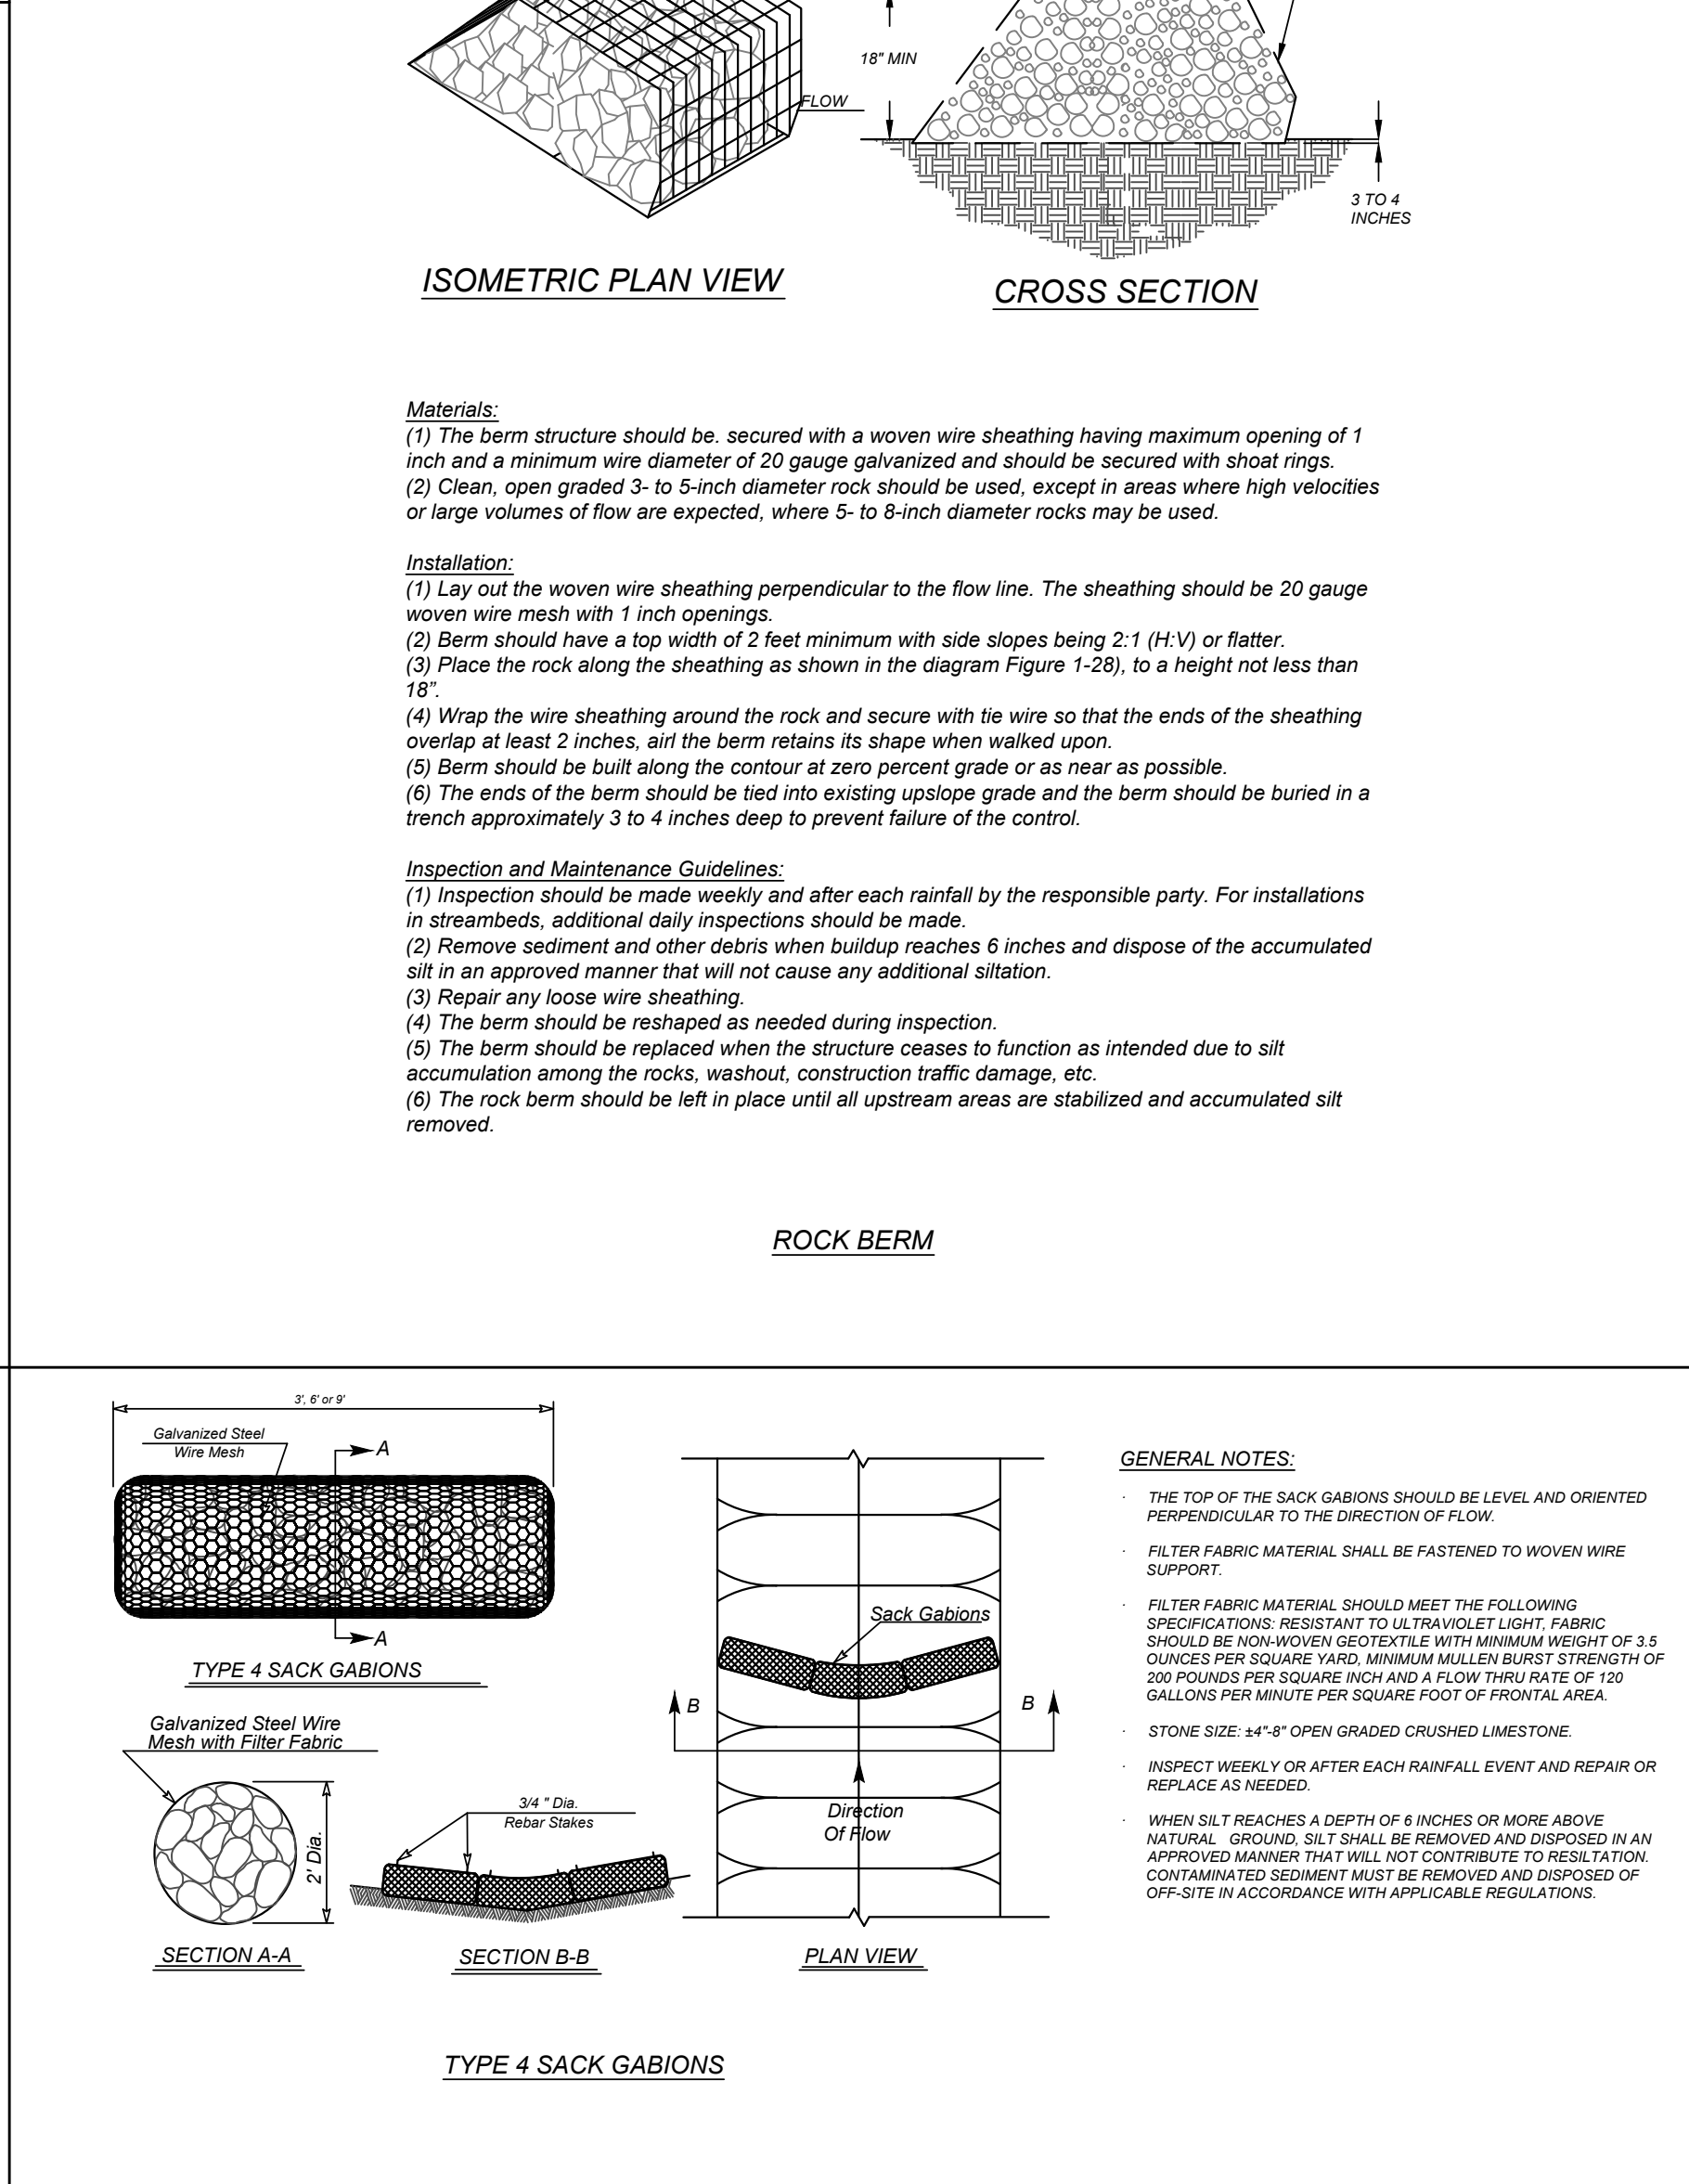 18" MIN
FLOW
3 TO 4
INCHES
ISOMETRIC PLAN VIEW
CROSS SECTION
Materials:
(1) The berm structure should be. secured with a woven wire sheathing having maximum opening of 1
inch and a minimum wire diameter of 20 gauge galvanized and should be secured with shoat rings.
(2) Clean, open graded 3- to 5-inch diameter rock should be used, except in areas where high velocities
or large volumes of flow are expected, where 5- to 8-inch diameter rocks may be used.
Installation:
(1) Lay out the woven wire sheathing perpendicular to the flow line. The sheathing should be 20 gauge
woven wire mesh with 1 inch openings.
(2) Berm should have a top width of 2 feet minimum with side slopes being 2:1 (H:V) or flatter.
(3) Place the rock along the sheathing as shown in the diagram Figure 1-28), to a height not less than
18”.
(4) Wrap the wire sheathing around the rock and secure with tie wire so that the ends of the sheathing
overlap at least 2 inches, airl the berm retains its shape when walked upon.
(5) Berm should be built along the contour at zero percent grade or as near as possible.
(6) The ends of the berm should be tied into existing upslope grade and the berm should be buried in a
trench approximately 3 to 4 inches deep to prevent failure of the control.
Inspection and Maintenance Guidelines:
(1) Inspection should be made weekly and after each rainfall by the responsible party. For installations
in streambeds, additional daily inspections should be made.
(2) Remove sediment and other debris when buildup reaches 6 inches and dispose of the accumulated
silt in an approved manner that will not cause any additional siltation.
(3) Repair any loose wire sheathing.
(4) The berm should be reshaped as needed during inspection.
(5) The berm should be replaced when the structure ceases to function as intended due to silt
accumulation among the rocks, washout, construction traffic damage, etc.
(6) The rock berm should be left in place until all upstream areas are stabilized and accumulated silt
removed.
ROCK BERM
3', 6' or 9'
Galvanized Steel
Wire Mesh
A
A
TYPE 4 SACK GABIONS
Galvanized Steel Wire
Mesh with Filter Fabric
2' Dia.
SECTION A-A
3/4 " Dia.
Rebar Stakes
SECTION B-B
Sack Gabions
B
B
Direction
Of Flow
PLAN VIEW
GENERAL NOTES:
· THE TOP OF THE SACK GABIONS SHOULD BE LEVEL AND ORIENTED
PERPENDICULAR TO THE DIRECTION OF FLOW.
· FILTER FABRIC MATERIAL SHALL BE FASTENED TO WOVEN WIRE
SUPPORT.
· FILTER FABRIC MATERIAL SHOULD MEET THE FOLLOWING
SPECIFICATIONS: RESISTANT TO ULTRAVIOLET LIGHT, FABRIC
SHOULD BE NON-WOVEN GEOTEXTILE WITH MINIMUM WEIGHT OF 3.5
OUNCES PER SQUARE YARD, MINIMUM MULLEN BURST STRENGTH OF
200 POUNDS PER SQUARE INCH AND A FLOW THRU RATE OF 120
GALLONS PER MINUTE PER SQUARE FOOT OF FRONTAL AREA.
· STONE SIZE: ±4"-8" OPEN GRADED CRUSHED LIMESTONE.
· INSPECT WEEKLY OR AFTER EACH RAINFALL EVENT AND REPAIR OR
REPLACE AS NEEDED.
· WHEN SILT REACHES A DEPTH OF 6 INCHES OR MORE ABOVE
NATURAL GROUND, SILT SHALL BE REMOVED AND DISPOSED IN AN
APPROVED MANNER THAT WILL NOT CONTRIBUTE TO RESILTATION.
CONTAMINATED SEDIMENT MUST BE REMOVED AND DISPOSED OF
OFF-SITE IN ACCORDANCE WITH APPLICABLE REGULATIONS.
TYPE 4 SACK GABIONS